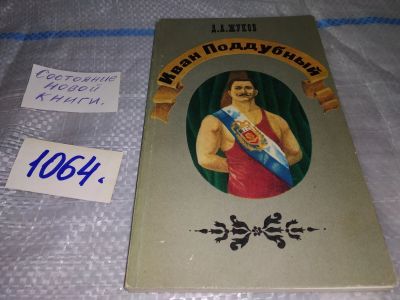 Д.А.ЖУКОВ
Иван Поддубный
Состояние
новой
книги.
1064.